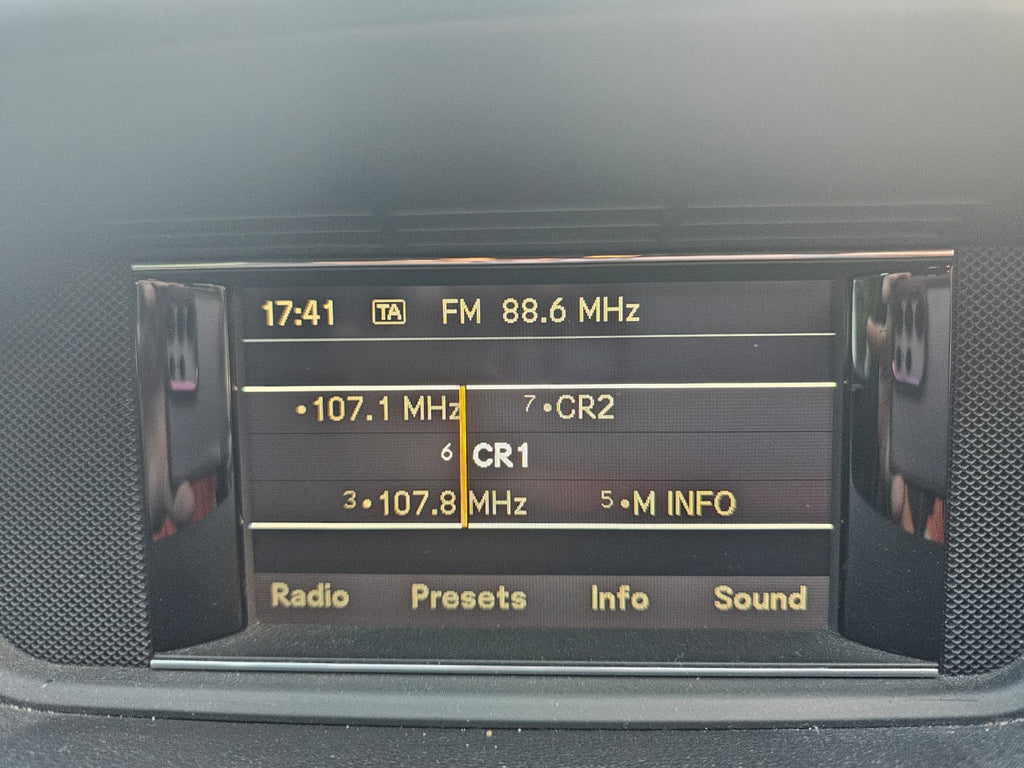 17:41 TA FM 88.6 MHz
•107.1 MHz 7•CR2
6 CR1
3•107.8 MHz 5•M INFO
Radio Presets Info Sound